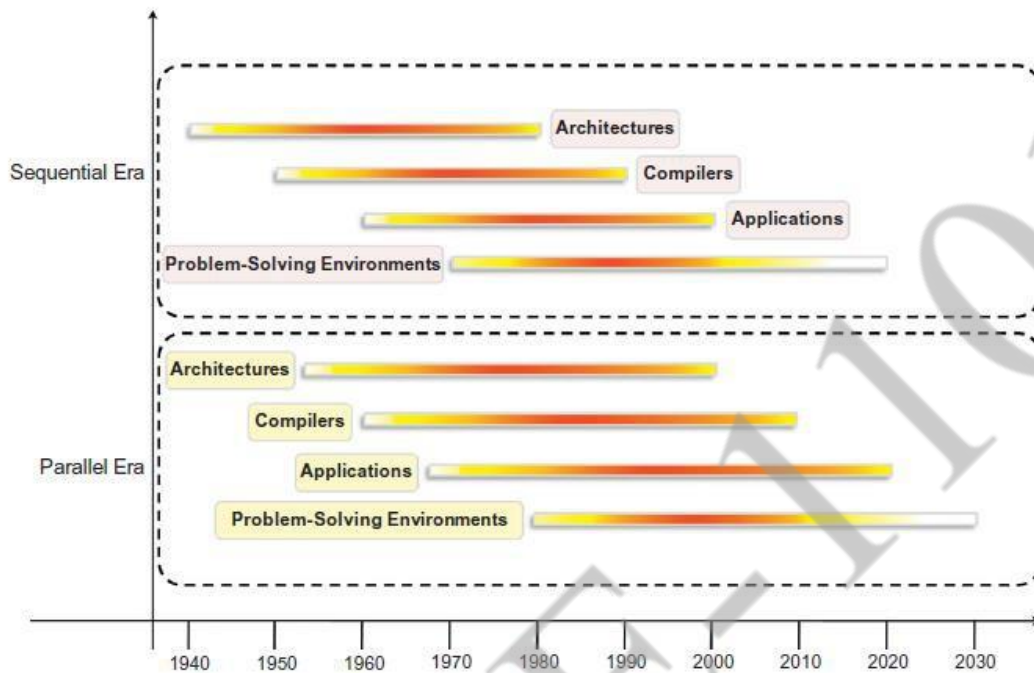 Sequential Era
Architectures
Compilers
Applications
Problem-Solving Environments
Parallel Era
Architectures
Compilers
Applications
Problem-Solving Environments
1940 1950 1960 1970 1980 1990 2000 2010 2020 2030